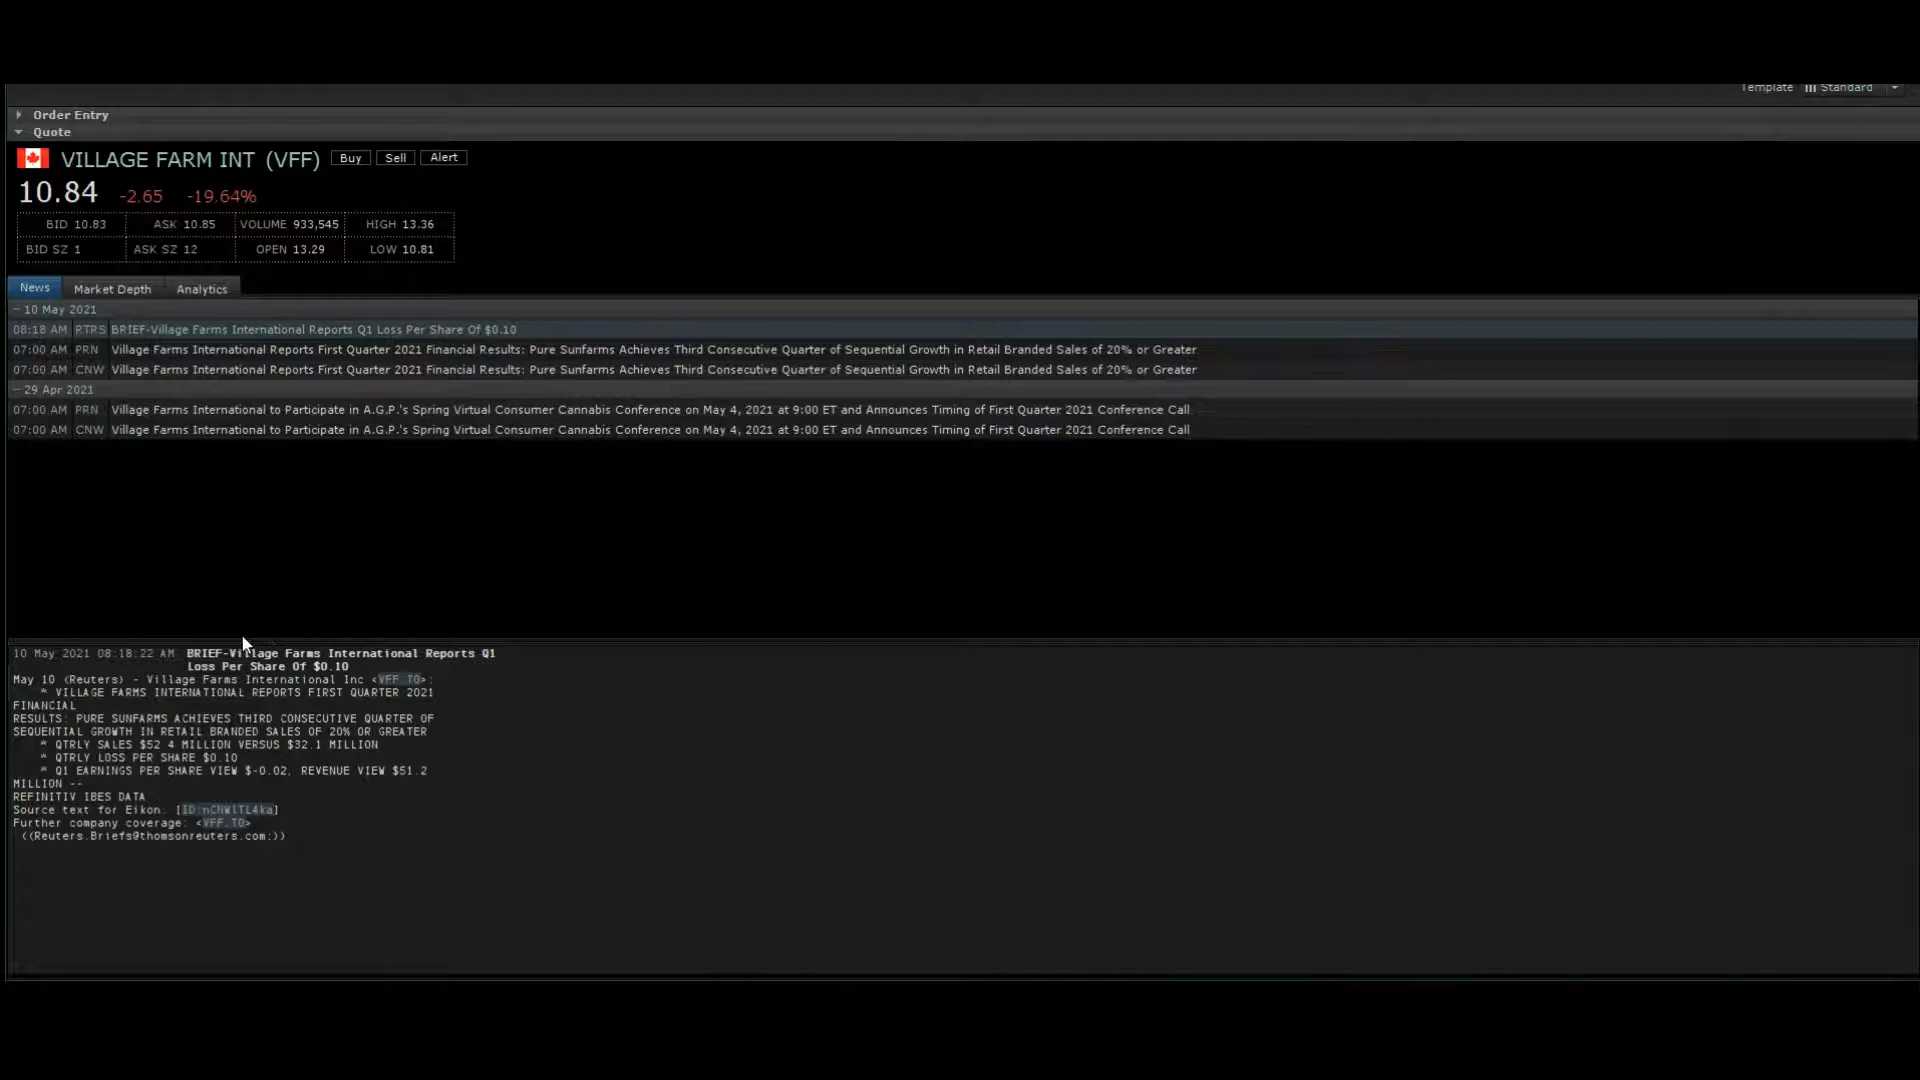 Template Standard
Order Entry
Quote
VILLAGE FARM INT (VFF) Buy Sell Alert
10.84 -2.65 -19.64%
BID 10.83 ASK 10.85 VOLUME 933,545 HIGH 13.36
BID SZ 1 ASK SZ 12 OPEN 13.29 LOW 10.81
News Market Depth Analytics
10 May 2021
08:18 AM RTRS BRIEF-Village Farms International Reports Q1 Loss Per Share Of $0.10
07:00 AM PRN Village Farms International Reports First Quarter 2021 Financial Results: Pure Sunfarms Achieves Third Consecutive Quarter of Sequential Growth in Retail Branded Sales of 20% or Greater
07:00 AM CNW Village Farms International Reports First Quarter 2021 Financial Results: Pure Sunfarms Achieves Third Consecutive Quarter of Sequential Growth in Retail Branded Sales of 20% or Greater
29 Apr 2021
07:00 AM PRN Village Farms International to Participate in A.G.P.'s Spring Virtual Consumer Cannabis Conference on May 4, 2021 at 9:00 ET and Announces Timing of First Quarter 2021 Conference Call
07:00 AM CNW Village Farms International to Participate in A.G.P.'s Spring Virtual Consumer Cannabis Conference on May 4, 2021 at 9:00 ET and Announces Timing of First Quarter 2021 Conference Call
10 May 2021 08:18:22 AM BRIEF-Village Farms International Reports Q1
Loss Per Share Of $0.10
May 10 (Reuters) - Village Farms International Inc <VFF.TO>:
* VILLAGE FARMS INTERNATIONAL REPORTS FIRST QUARTER 2021
FINANCIAL
RESULTS: PURE SUNFARMS ACHIEVES THIRD CONSECUTIVE QUARTER OF
SEQUENTIAL GROWTH IN RETAIL BRANDED SALES OF 20% OR GREATER
* QTRLY SALES $52.4 MILLION VERSUS $32.1 MILLION
* QTRLY LOSS PER SHARE $0.10
* Q1 EARNINGS PER SHARE VIEW $-0.02, REVENUE VIEW $51.2
MILLION --
REFINITIV IBES DATA
Source text for Eikon:
Further company coverage: <VFF.TO>
((Reuters.Briefs@thomsonreuters.com;))